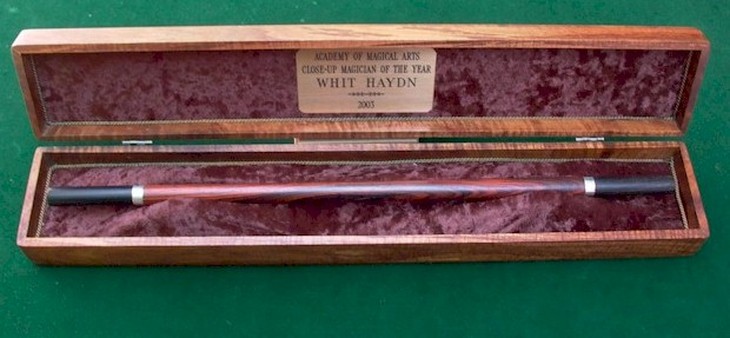 ACADEMY OF MAGICAL ARTS
CLOSE-UP MAGICIAN OF THE YEAR
WHIT HAYDN
2003